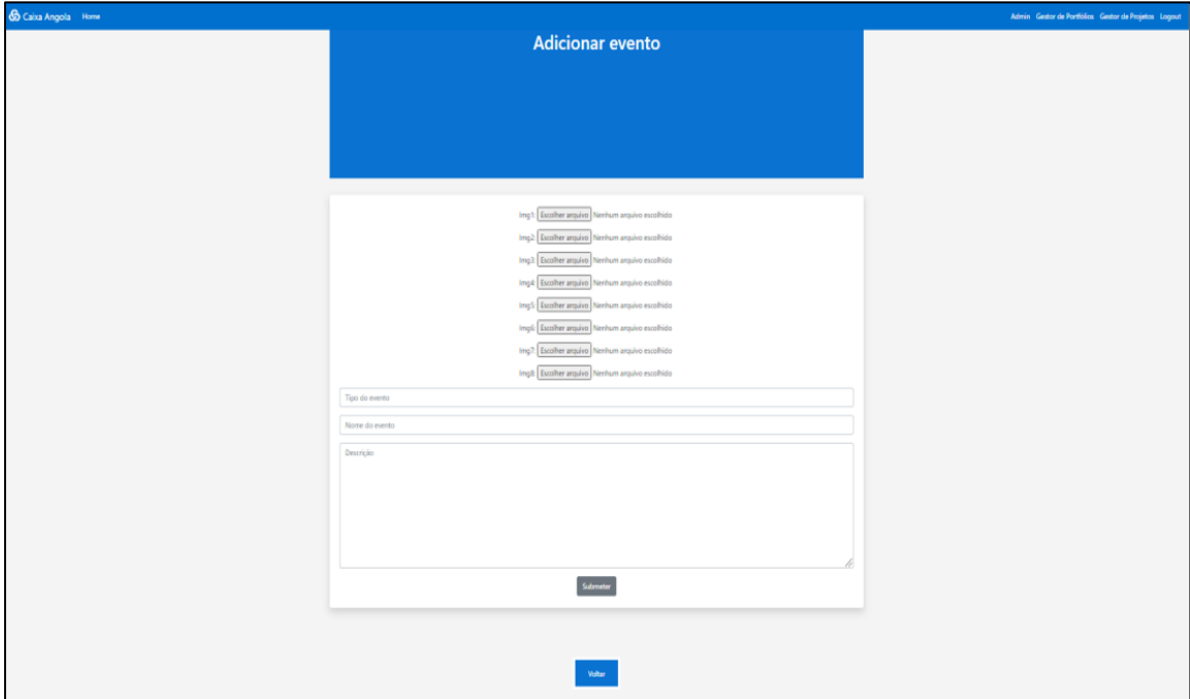 Caixa Angola Home Admin Gestor de Portfólios Gestor de Projetos Logout
Adicionar evento
Img1: Escolher arquivo Nenhum arquivo escolhido
Img2: Escolher arquivo Nenhum arquivo escolhido
Img3: Escolher arquivo Nenhum arquivo escolhido
Img4: Escolher arquivo Nenhum arquivo escolhido
Img5: Escolher arquivo Nenhum arquivo escolhido
Img6: Escolher arquivo Nenhum arquivo escolhido
Img7: Escolher arquivo Nenhum arquivo escolhido
Img8: Escolher arquivo Nenhum arquivo escolhido
Tipo do evento
Nome do evento
Descrição
Submeter
Voltar